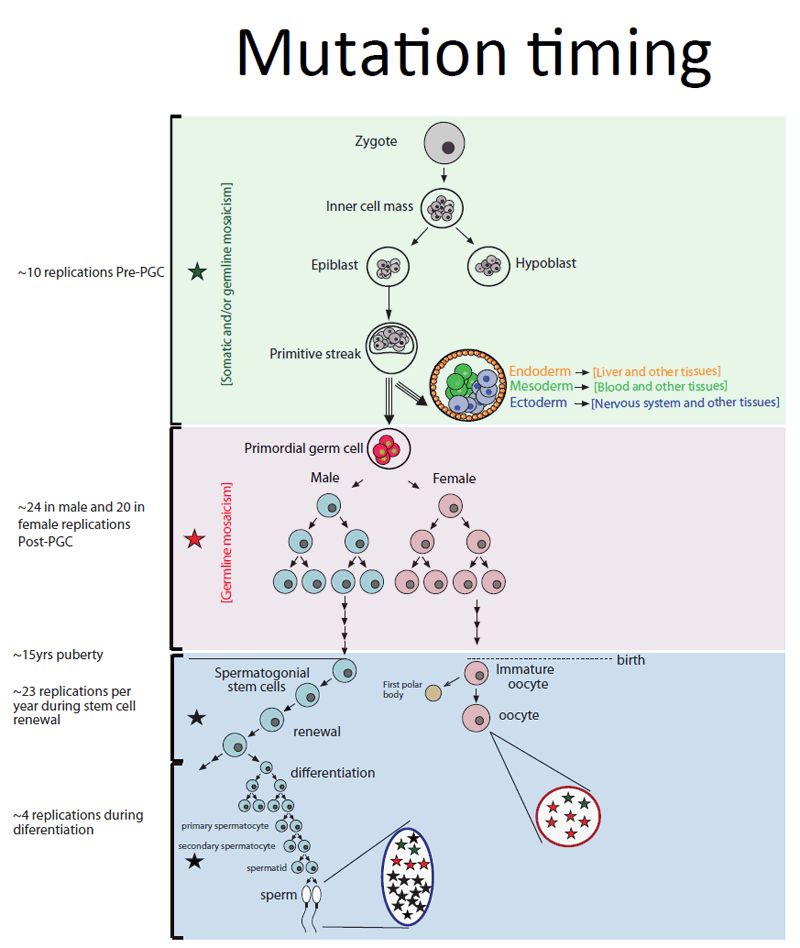 Mutation timing
Zygote
Inner cell mass
Epiblast
Hypoblast
~10 replications Pre-PGC
[Somatic and/or germline mosaicism]
Primitive streak
Endoderm [Liver and other tissues]
Mesoderm [Blood and other tissues]
Ectoderm [Nervous system and other tissues]
Primordial germ cell
Male
Female
~24 in male and 20 in
female replications
Post-PGC
[Germline mosaicism]
~15yrs puberty
birth
Spermatogonial
stem cells
First polar
body
Immature
oocyte
~23 replications per
year during stem cell
renewal
oocyte
renewal
differentiation
~4 replications during
diferentiation
primary spermatocyte
secondary spermatocyte
spermatid
sperm